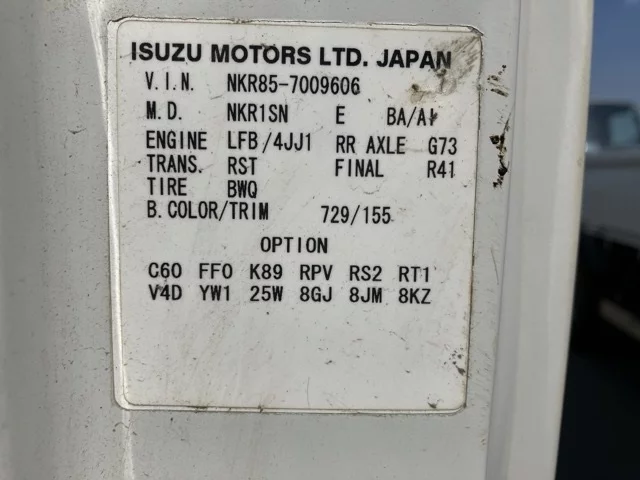 ISUZU MOTORS LTD. JAPAN
V.I.N. NKR85-7009606
M.D. NKR1SN E
ENGINE LFB/4JJ1 RR AXLE G73
TRANS. RST FINAL R41
TIRE BWQ
B.COLOR/TRIM 729/155
OPTION
C60 FF0 K89 RPV RS2 RT1
V4D YW1 25W 8GJ 8JM 8KZ